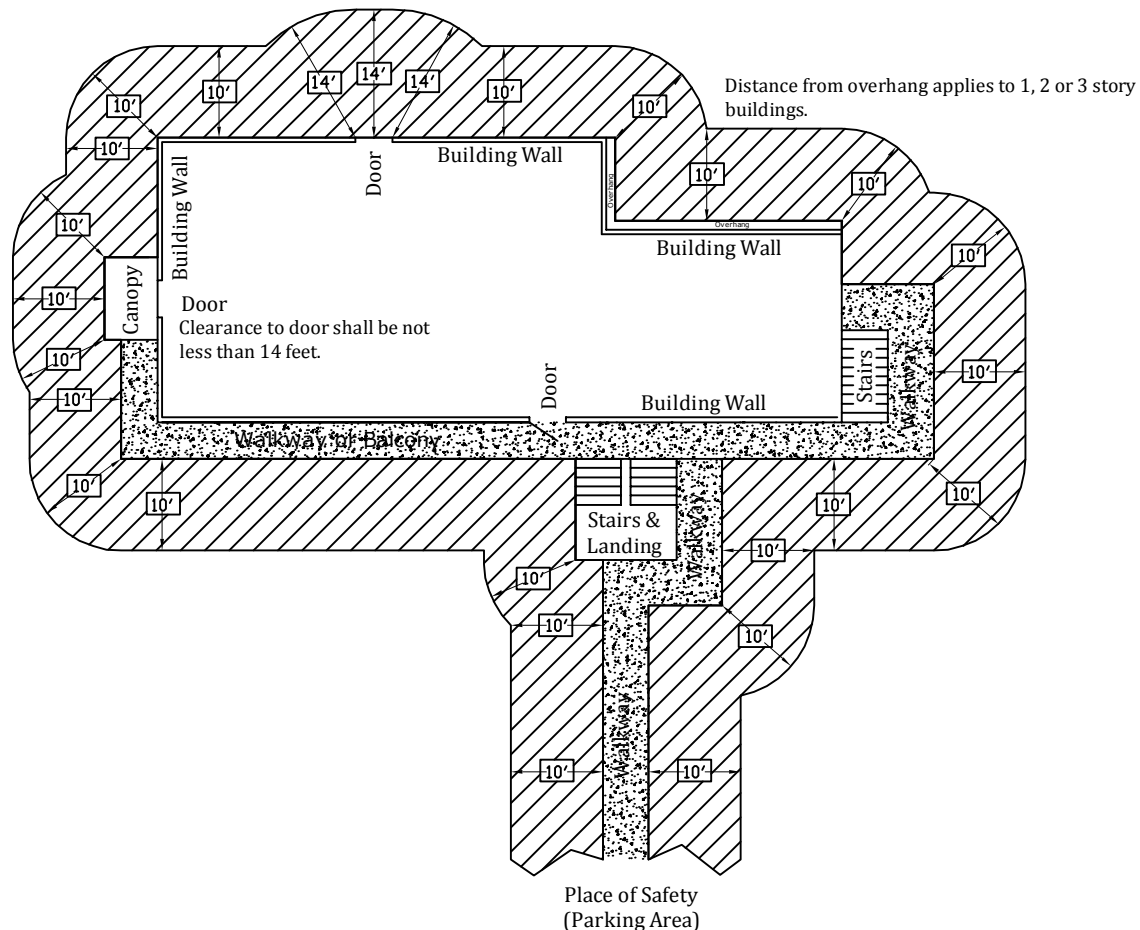 14'
14'
14'
10'
10'
10'
Distance from overhang applies to 1, 2 or 3 story
buildings.
10'
10'
Building Wall
Door
Building Wall
Overhang
10'
10'
10'
Overhang
Building Wall
10'
10'
Canopy
Door
Clearance to door shall be not
less than 14 feet.
10'
10'
Door
Stairs
Walkway
10'
10'
Building Wall
Walkway or Balcony
10'
10'
10'
10'
Stairs &
Landing
Walkway
10'
10'
10'
10'
Walkway
10'
10'
Place of Safety
(Parking Area)